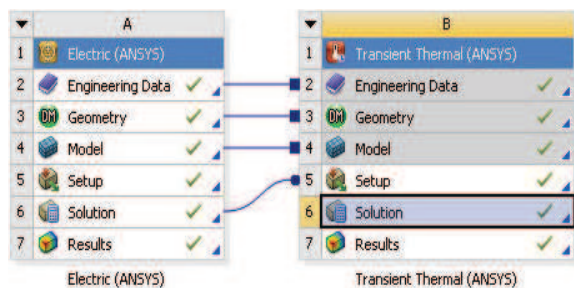 A
1 Electric (ANSYS)
2 Engineering Data
3 DM Geometry
4 Model
5 Setup
6 Solution
7 Results
Electric (ANSYS)
B
1 Transient Thermal (ANSYS)
2 Engineering Data
3 DM Geometry
4 Model
5 Setup
6 Solution
7 Results
Transient Thermal (ANSYS)